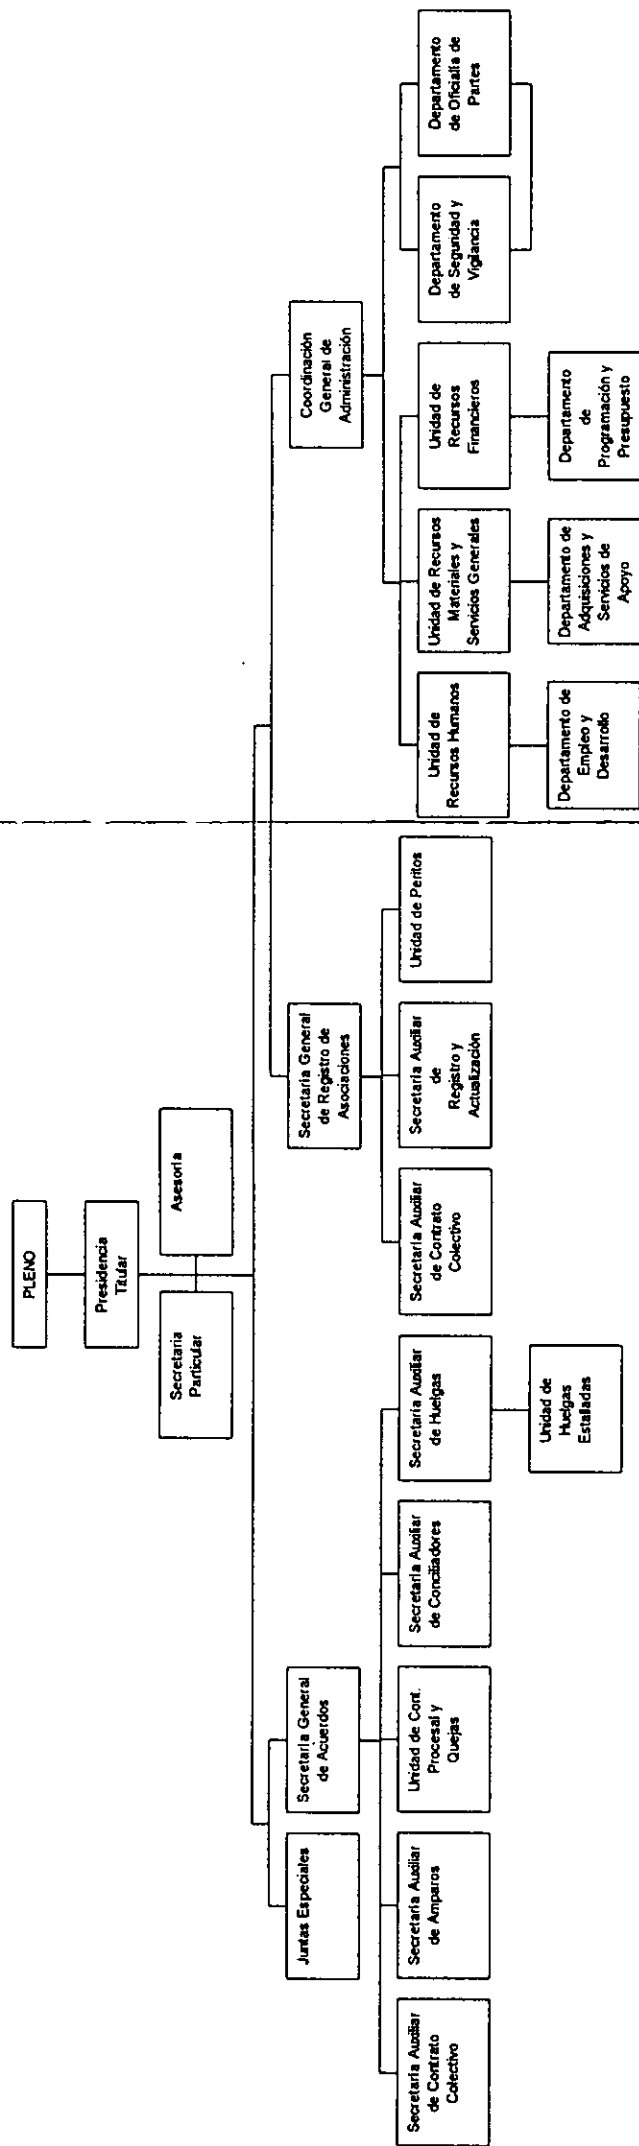 PLENO
Presidencia
Titular
Secretaria
Particular
Asesoría
Juntas Especiales
Secretaría General
de Acuerdos
Secretaría General
de Registro de
Asociaciones
Coordinación
General de
Administración
Secretaría Auxiliar
de Contrato
Colectivo
Secretaría Auxiliar
de Amparos
Unidad de Cont.
Procesal y
Quejas
Secretaría Auxiliar
de Conciliadores
Secretaría Auxiliar
de Huelgas
Secretaría Auxiliar
de Contrato
Colectivo
Secretaría Auxiliar
de
Registro y
Actualización
Unidad de Peritos
Unidad de
Recursos Humanos
Unidad de Recursos
Materiales y
Servicios Generales
Unidad de
Recursos
Financieros
Departamento
de Seguridad y
Vigilancia
Departamento
de Oficialía de
Partes
Unidad de
Huelgas
Estalladas
Departamento de
Empleo y
Desarrollo
Departamento de
Adquisiciones y
Servicios de
Apoyo
Departamento
de
Programación y
Presupuesto